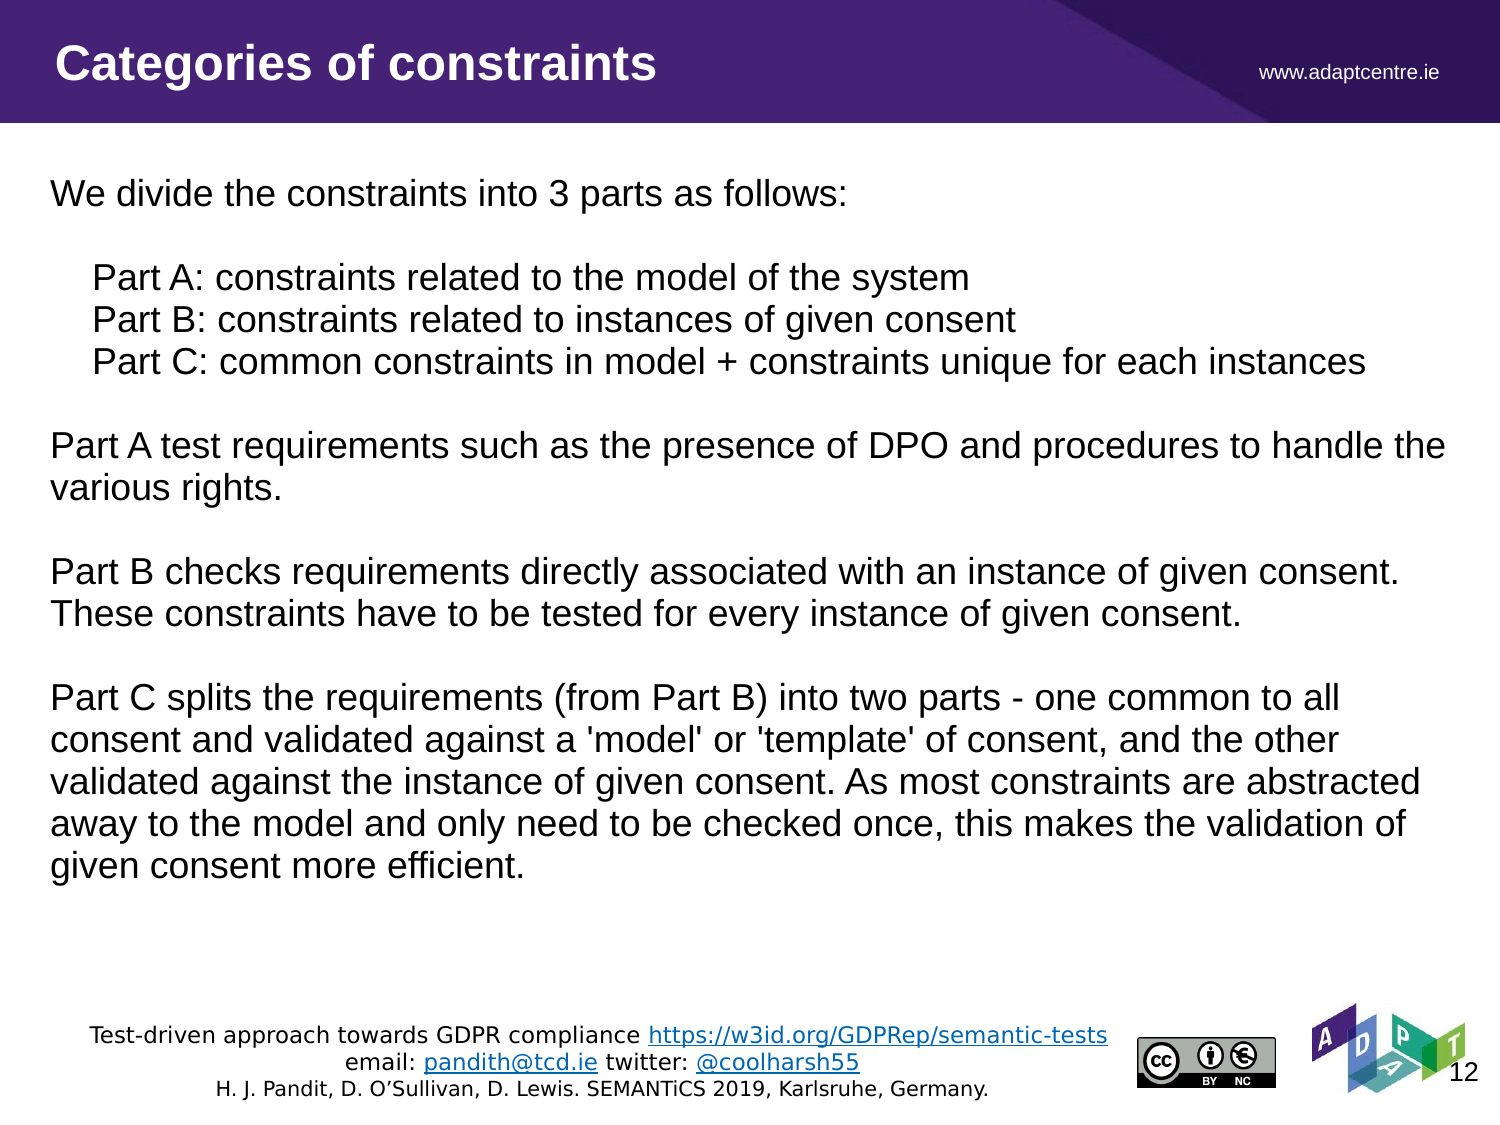 Categories of constraints
www.adaptcentre.ie
We divide the constraints into 3 parts as follows:
Part A: constraints related to the model of the system
Part B: constraints related to instances of given consent
Part C: common constraints in model + constraints unique for each instances
Part A test requirements such as the presence of DPO and procedures to handle the
various rights.
Part B checks requirements directly associated with an instance of given consent.
These constraints have to be tested for every instance of given consent.
Part C splits the requirements (from Part B) into two parts - one common to all
consent and validated against a 'model' or 'template' of consent, and the other
validated against the instance of given consent. As most constraints are abstracted
away to the model and only need to be checked once, this makes the validation of
given consent more efficient.
Test-driven approach towards GDPR compliance https://w3id.org/GDPRep/semantic-tests
email: pandith@tcd.ie twitter: @coolharsh55
H. J. Pandit, D. O’Sullivan, D. Lewis. SEMANTiCS 2019, Karlsruhe, Germany.
cc BY NC
ADAPT
12